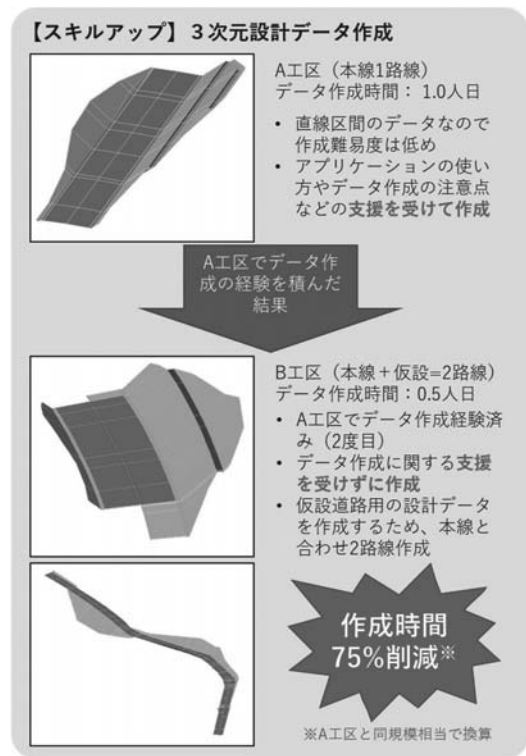 【スキルアップ】３次元設計データ作成
A工区（本線1路線）
データ作成時間： 1.0人日
• 直線区間のデータなので
作成難易度は低め
• アプリケーションの使い
方やデータ作成の注意点
などの支援を受けて作成
A工区でデータ作
成の経験を積んだ
結果
B工区（本線＋仮設=2路線）
データ作成時間：0.5人日
• A工区でデータ作成経験済
み（2度目）
• データ作成に関する支援
を受けずに作成
• 仮設道路用の設計データ
を作成するため、本線と
合わせ2路線作成
作成時間
75%削減※
※A工区と同規模相当で換算